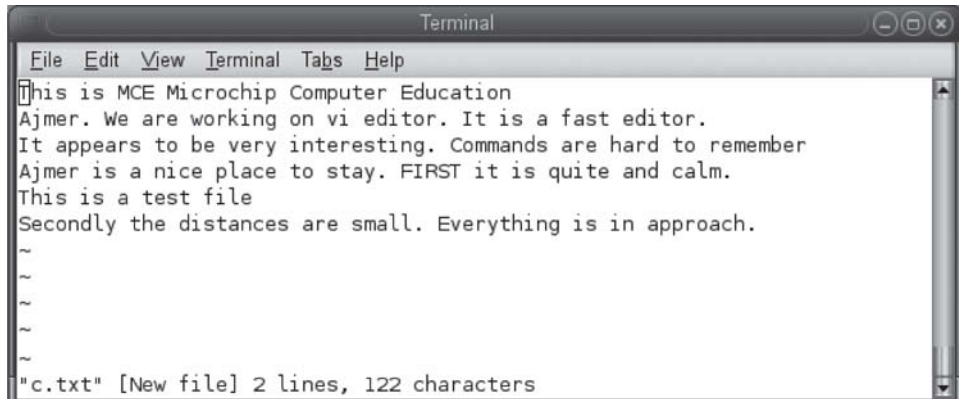 Terminal
File Edit View Terminal Tabs Help
This is MCE Microchip Computer Education
Ajmer. We are working on vi editor. It is a fast editor.
It appears to be very interesting. Commands are hard to remember
Ajmer is a nice place to stay. FIRST it is quite and calm.
This is a test file
Secondly the distances are small. Everything is in approach.
~
~
~
~
~
"c.txt" [New file] 2 lines, 122 characters